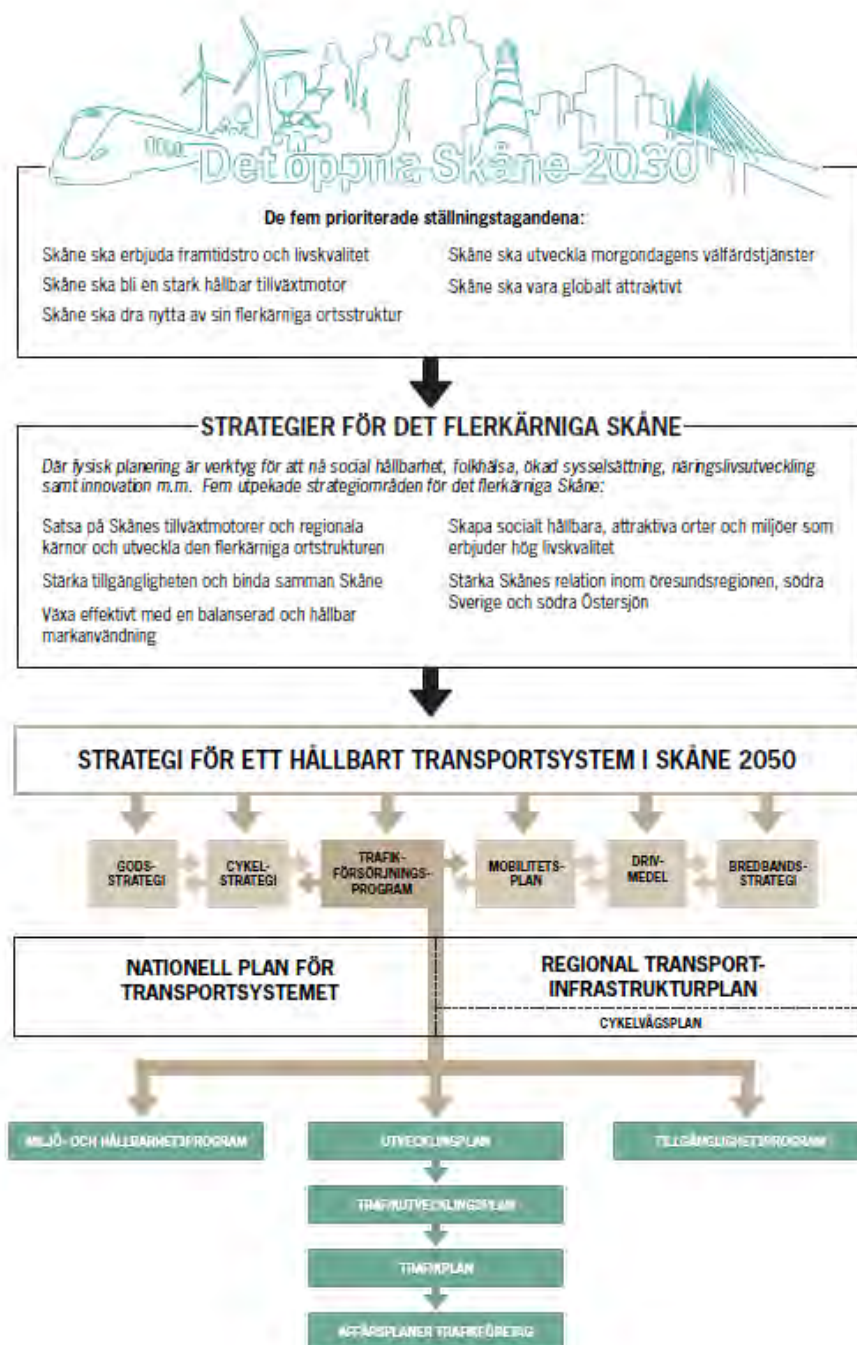 Det öppna Skåne 2030
De fem prioriterade ställningstagandena:
Skåne ska erbjuda framtidstro och livskvalitet
Skåne ska bli en stark hållbar tillväxtmotor
Skåne ska dra nytta av sin flerkärniga ortsstruktur
Skåne ska utveckla morgondagens välfärdstjänster
Skåne ska vara globalt attraktivt
STRATEGIER FÖR DET FLERKÄRNIGA SKÅNE
Där fysisk planering är verktyg för att nå social hållbarhet, folkhälsa, ökad sysselsättning, näringslivsutveckling
samt innovation m.m. Fem utpekade strategiområden för det flerkärniga Skåne:
Satsa på Skånes tillväxtmotorer och regionala
kärnor och utveckla den flerkärniga ortstrukturen
Stärka tillgängligheten och binda samman Skåne
Växa effektivt med en balanserad och hållbar
markanvändning
Skapa socialt hållbara, attraktiva orter och miljöer som
erbjuder hög livskvalitet
Stärka Skånes relation inom öresundsregionen, södra
Sverige och södra Östersjön
STRATEGI FÖR ETT HÅLLBART TRANSPORTSYSTEM I SKÅNE 2050
GODS-
STRATEGI
CYKEL-
STRATEGI
TRAFIK-
FÖRSÖRJNINGS-
PROGRAM
MOBILITETS-
PLAN
DRIV-
MEDEL
BREDBANDS-
STRATEGI
NATIONELL PLAN FÖR
TRANSPORTSYSTEMET
REGIONAL TRANSPORT-
INFRASTRUKTURPLAN
CYKELVÄGSPLAN
MILJÖ- OCH HÅLLBARHETSPROGRAM
UTVECKLINGSPLAN
TILLGÄNGLIGHETSPROGRAM
TRAFIKUTVECKLINGSPLAN
TRAFIKPLAN
AFFÄRSPLANER TRAFIKFÖRETAG